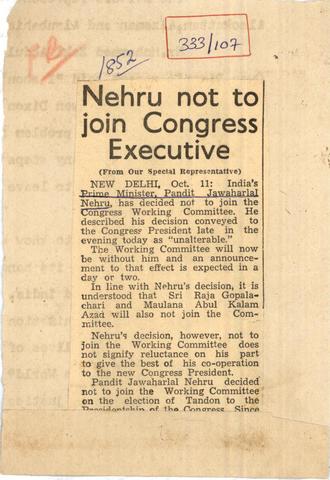 1852
333/107
Nehru not to
join Congress
Executive
(From Our Special Representative)
NEW DELHI, Oct. 11: India's
Prime Minister, Pandit Jawaharlal
Nehru, has decided not to join the
Congress Working Committee. He
described his decision conveyed to
the Congress President late in the
evening today as "unalterable."
The Working Committee will now
be without him and an announce-
ment to that effect is expected in a
day or two.
In line with Nehru's decision, it is
understood that Sri Raja Gopala-
chari and Maulana Abul Kalam
Azad will also not join the Com-
mittee.
Nehru's decision, however, not to
join the Working Committee does
not signify reluctance on his part
to give the best of his co-operation
to the new Congress President.
Pandit Jawaharlal Nehru decided
not to join the Working Committee
on the election of Tandon to the
Presidentship of the Congress. Since